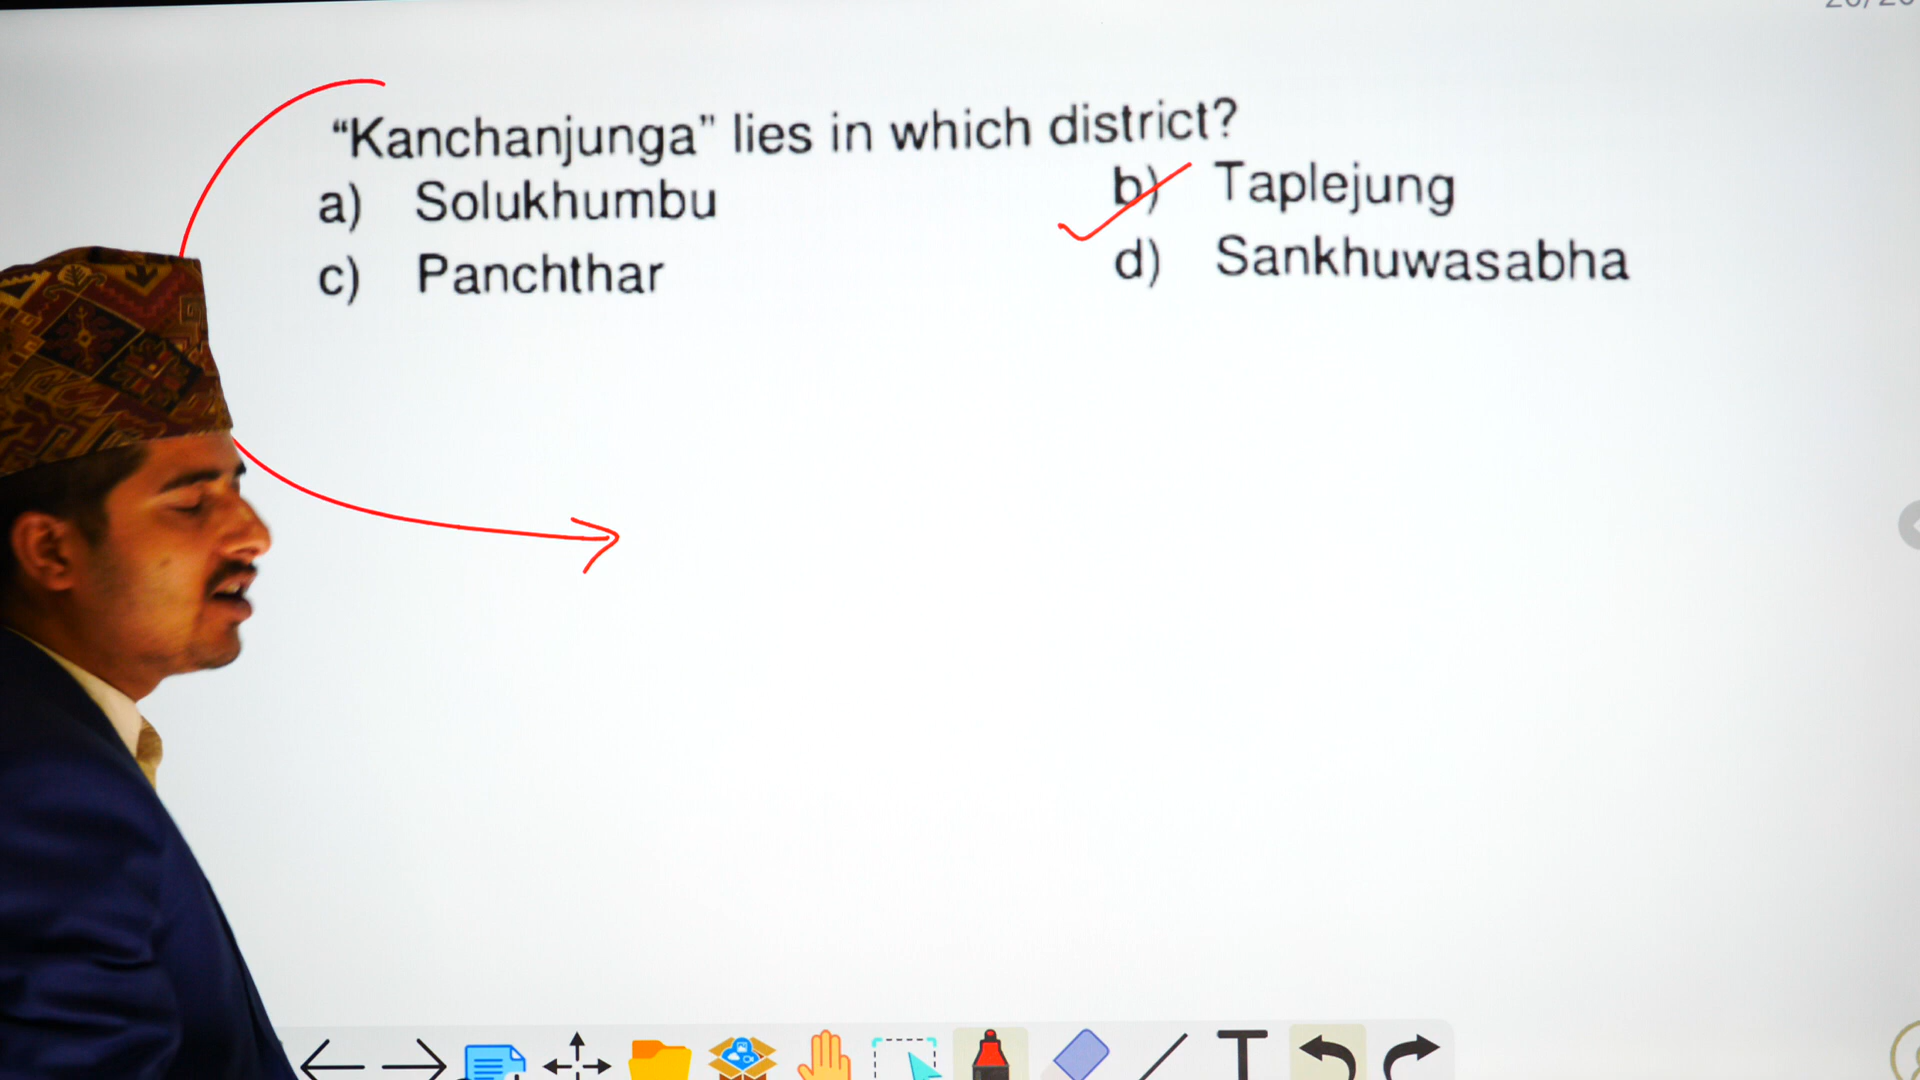 “Kanchanjunga” lies in which district?
a) Solukhumbu b) Taplejung
c) Panchthar d) Sankhuwasabha